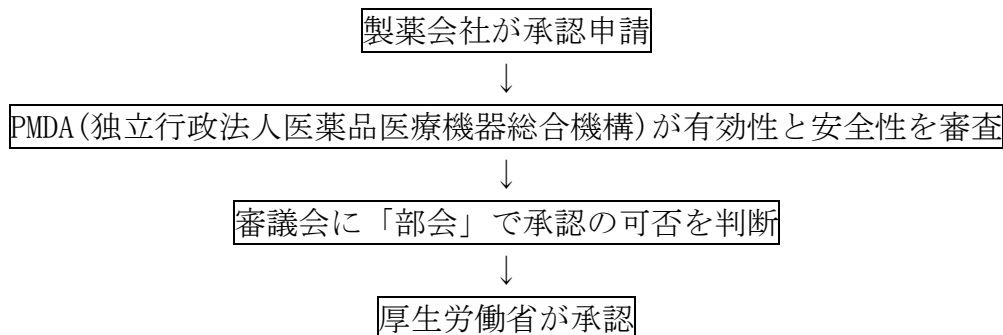 製薬会社が承認申請
↓
PMDA(独立行政法人医薬品医療機器総合機構)が有効性と安全性を審査
↓
審議会に「部会」で承認の可否を判断
↓
厚生労働省が承認